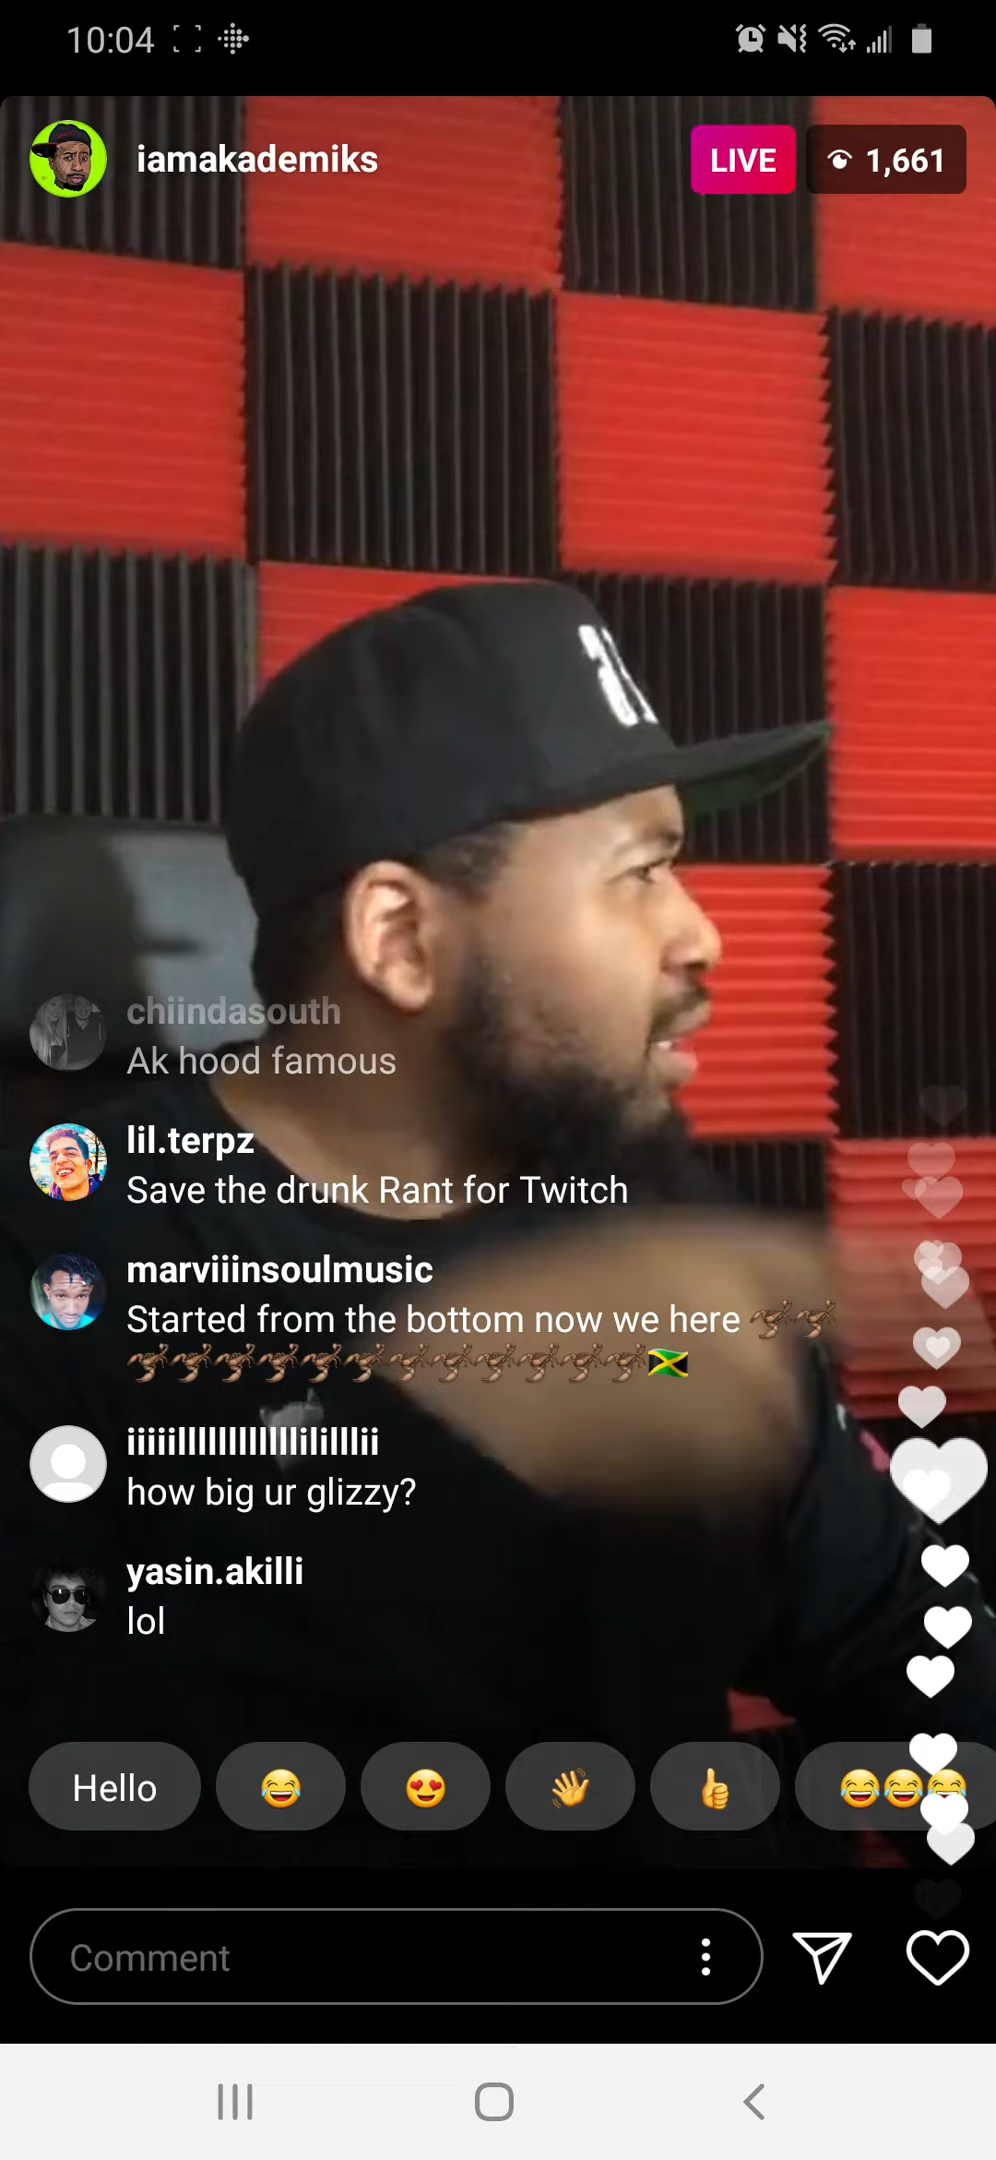 10:04
iamakademiks
LIVE
1,661
chiindasouth
Ak hood famous
lil.terpz
Save the drunk Rant for Twitch
marviiinsoulmusic
Started from the bottom now we here 🦂🦂
🦂🦂🦂🦂🦂🦂🦂🦂🦂🦂🦂🦂🇯🇲
how big ur glizzy?
yasin.akilli
lol
Hello 😂 😍 👋 👍 😂😂😂
Comment